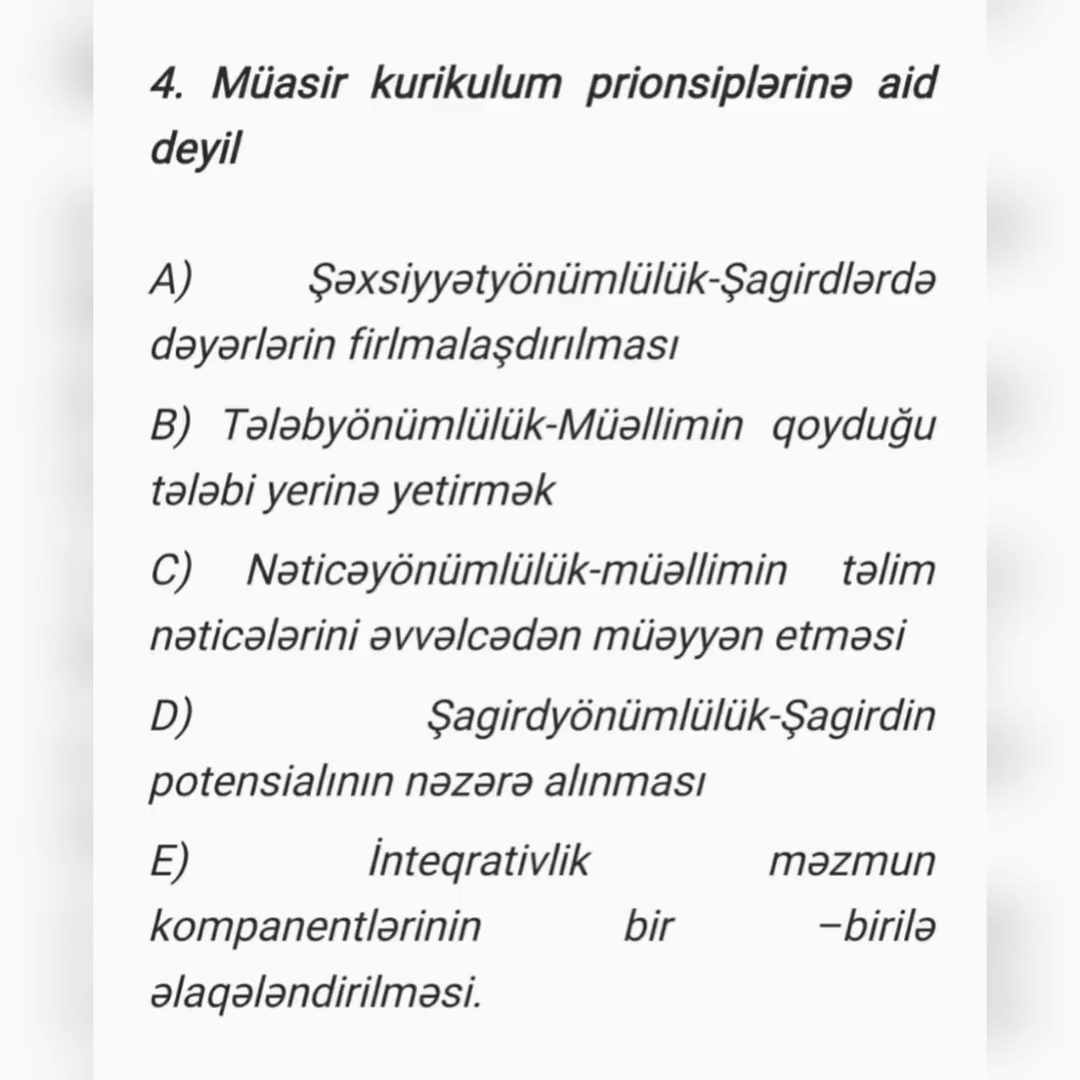 4. Müasir kurikulum prionsiplərinə aid
deyil
A) Şəxsiyyətyönümlülük-Şagirdlərdə
dəyərlərin firlmalaşdırılması
B) Tələbyönümlülük-Müəllimin qoyduğu
tələbi yerinə yetirmək
C) Nəticəyönümlülük-müəllimin təlim
nəticələrini əvvəlcədən müəyyən etməsi
D) Şagirdyönümlülük-Şagirdin
potensialının nəzərə alınması
E) İnteqrativlik məzmun
kompanentlərinin bir –birilə
əlaqələndirilməsi.